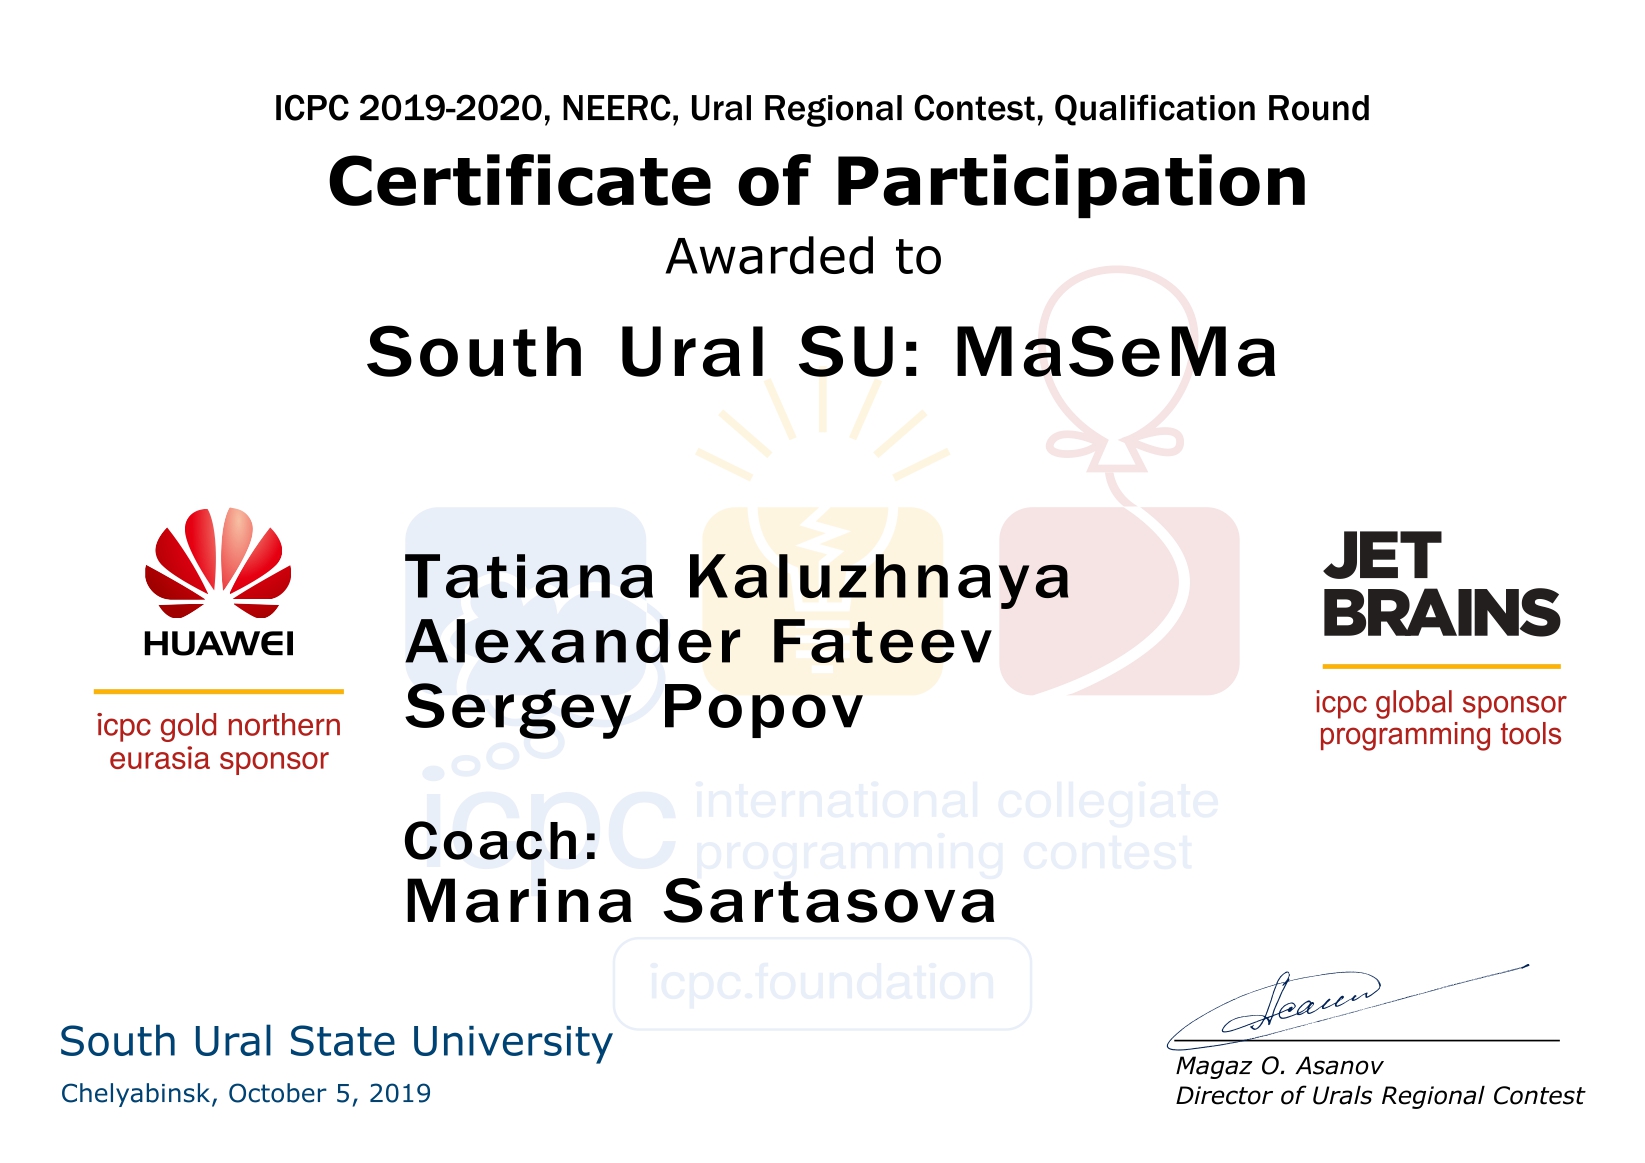 ICPC 2019-2020, NEERC, Ural Regional Contest, Qualification Round
Certificate of Participation
Awarded to
South Ural SU: MaSeMa
HUAWEI
icpc gold northern
eurasia sponsor
Tatiana Kaluzhnaya
Alexander Fateev
Sergey Popov
JET
BRAINS
icpc global sponsor
programming tools
icpc international collegiate
programming contest
Coach:
Marina Sartasova
icpc.foundation
South Ural State University
Chelyabinsk, October 5, 2019
Magaz O. Asanov
Director of Urals Regional Contest